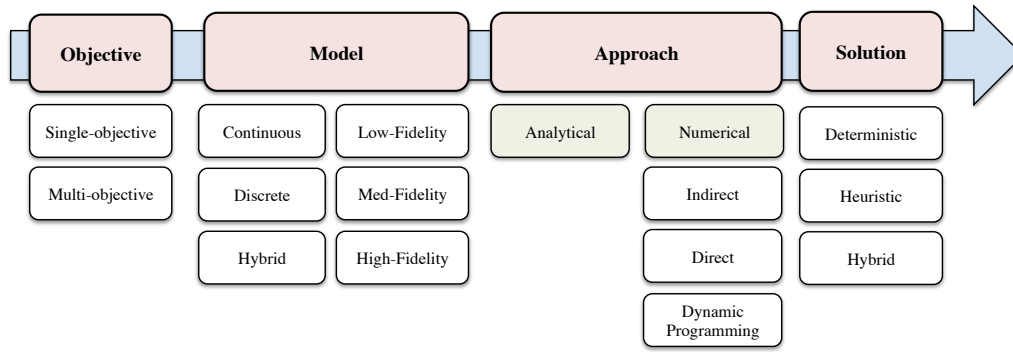 Objective
Model
Approach
Solution
Single-objective
Continuous
Low-Fidelity
Analytical
Numerical
Deterministic
Multi-objective
Discrete
Med-Fidelity
Indirect
Heuristic
Hybrid
High-Fidelity
Direct
Hybrid
Dynamic
Programming